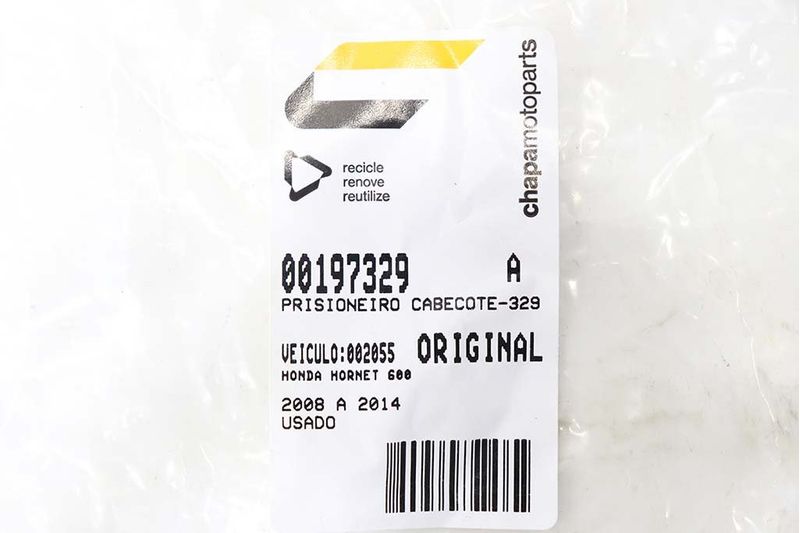 chapamotoparts
recicle
renove
reutilize
00197329 A
PRISIONEIRO CABECOTE-329
VEICULO:002055 ORIGINAL
HONDA HORNET 600
2008 A 2014
USADO